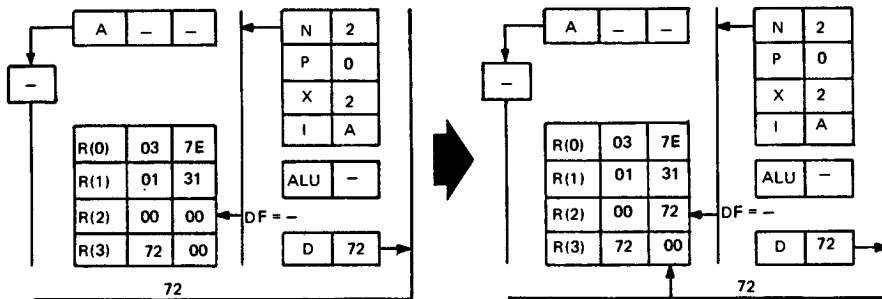 A – –
–
N 2
P 0
X 2
I A
R(0) 03 7E
R(1) 01 31
R(2) 00 00
R(3) 72 00
ALU –
DF = –
D 72
72
A – –
–
N 2
P 0
X 2
I A
R(0) 03 7E
R(1) 01 31
R(2) 00 72
R(3) 72 00
ALU –
DF = –
D 72
72